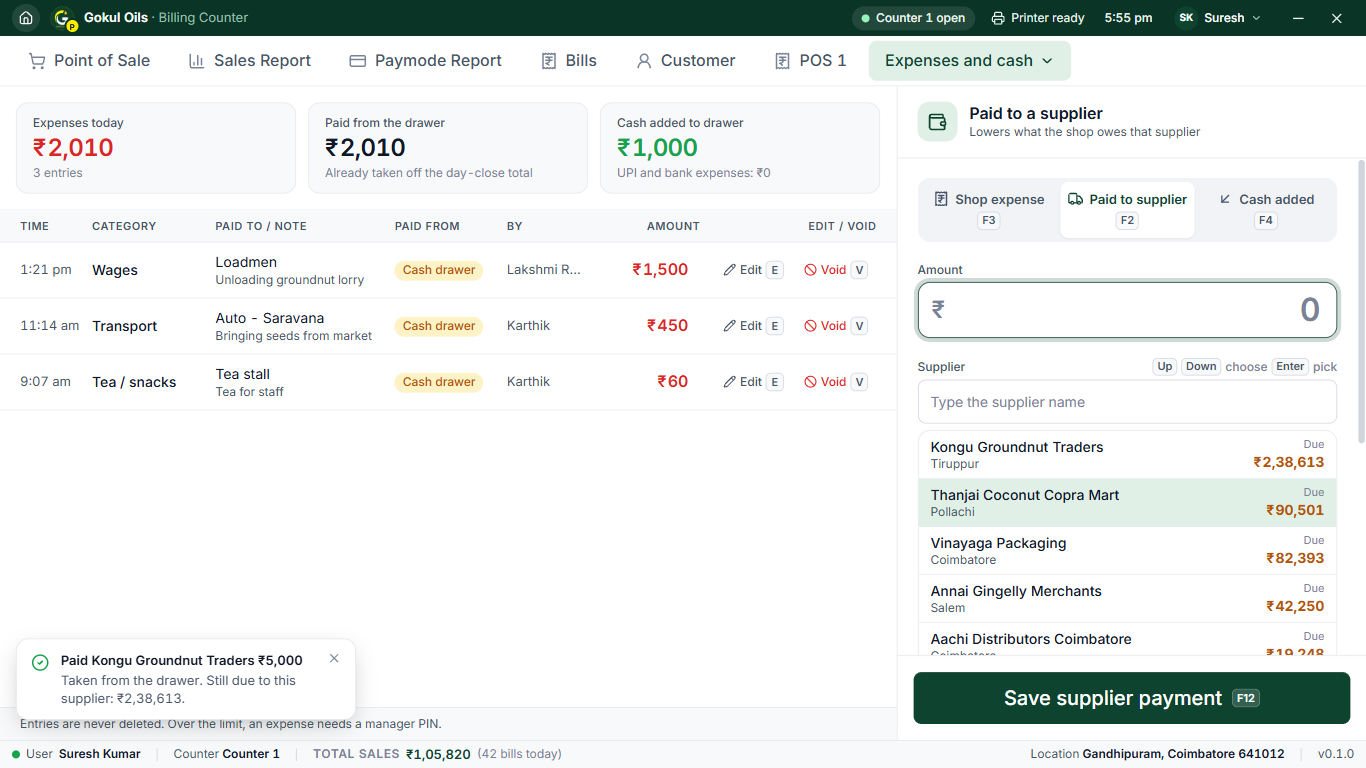 Gokul Oils · Billing Counter
Counter 1 open
Printer ready
5:55 pm
SK Suresh
Point of Sale
Sales Report
Paymode Report
Bills
Customer
POS 1
Expenses and cash
Expenses today
₹2,010
3 entries
Paid from the drawer
₹2,010
Already taken off the day-close total
Cash added to drawer
₹1,000
UPI and bank expenses: ₹0
TIME CATEGORY PAID TO / NOTE PAID FROM BY AMOUNT EDIT / VOID
1:21 pm Wages Loadmen Cash drawer Lakshmi R... ₹1,500 Edit E Void V
Unloading groundnut lorry
11:14 am Transport Auto - Saravana Cash drawer Karthik ₹450 Edit E Void V
Bringing seeds from market
9:07 am Tea / snacks Tea stall Cash drawer Karthik ₹60 Edit E Void V
Tea for staff
Paid Kongu Groundnut Traders ₹5,000
Taken from the drawer. Still due to this
supplier: ₹2,38,613.
Entries are never deleted. Over the limit, an expense needs a manager PIN.
Paid to a supplier
Lowers what the shop owes that supplier
Shop expense F3
Paid to supplier F2
Cash added F4
Amount
₹ 0
Supplier Up Down choose Enter pick
Type the supplier name
Kongu Groundnut Traders Due
Tiruppur ₹2,38,613
Thanjai Coconut Copra Mart Due
Pollachi ₹90,501
Vinayaga Packaging Due
Coimbatore ₹82,393
Annai Gingelly Merchants Due
Salem ₹42,250
Aachi Distributors Coimbatore Due
Coimbatore ₹19,248
Save supplier payment F12
User Suresh Kumar Counter Counter 1 TOTAL SALES ₹1,05,820 (42 bills today) Location Gandhipuram, Coimbatore 641012 v0.1.0